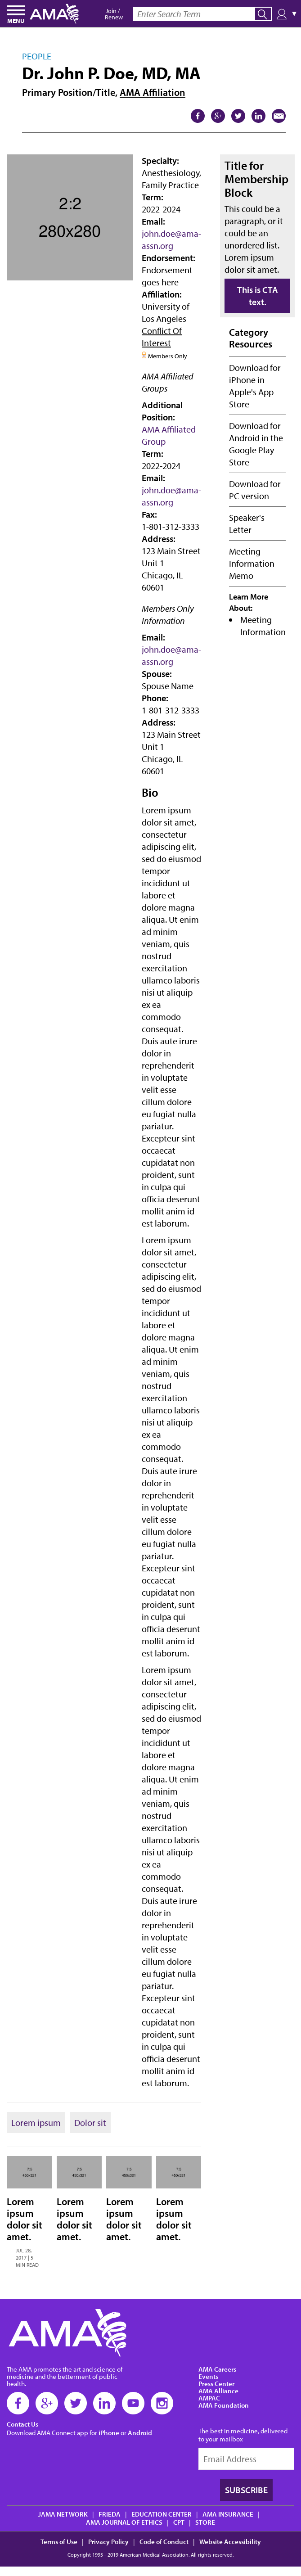 MENU
AMA
Join /
Renew
Enter Search Term
PEOPLE
Dr. John P. Doe, MD, MA
Primary Position/Title, AMA Affiliation
2:2
280x280
Specialty:
Anesthesiology,
Family Practice
Term:
2022-2024
Email:
john.doe@ama-
assn.org
Endorsement:
Endorsement
goes here
Affiliation:
University of
Los Angeles
Conflict Of
Interest
Members Only
AMA Affiliated
Groups
Additional
Position:
AMA Affiliated
Group
Term:
2022-2024
Email:
john.doe@ama-
assn.org
Fax:
1-801-312-3333
Address:
123 Main Street
Unit 1
Chicago, IL
60601
Members Only
Information
Email:
john.doe@ama-
assn.org
Spouse:
Spouse Name
Phone:
1-801-312-3333
Address:
123 Main Street
Unit 1
Chicago, IL
60601
Bio
Lorem ipsum
dolor sit amet,
consectetur
adipiscing elit,
sed do eiusmod
tempor
incididunt ut
labore et
dolore magna
aliqua. Ut enim
ad minim
veniam, quis
nostrud
exercitation
ullamco laboris
nisi ut aliquip
ex ea
commodo
consequat.
Duis aute irure
dolor in
reprehenderit
in voluptate
velit esse
cillum dolore
eu fugiat nulla
pariatur.
Excepteur sint
occaecat
cupidatat non
proident, sunt
in culpa qui
officia deserunt
mollit anim id
est laborum.
Lorem ipsum
dolor sit amet,
consectetur
adipiscing elit,
sed do eiusmod
tempor
incididunt ut
labore et
dolore magna
aliqua. Ut enim
ad minim
veniam, quis
nostrud
exercitation
ullamco laboris
nisi ut aliquip
ex ea
commodo
consequat.
Duis aute irure
dolor in
reprehenderit
in voluptate
velit esse
cillum dolore
eu fugiat nulla
pariatur.
Excepteur sint
occaecat
cupidatat non
proident, sunt
in culpa qui
officia deserunt
mollit anim id
est laborum.
Lorem ipsum
dolor sit amet,
consectetur
adipiscing elit,
sed do eiusmod
tempor
incididunt ut
labore et
dolore magna
aliqua. Ut enim
ad minim
veniam, quis
nostrud
exercitation
ullamco laboris
nisi ut aliquip
ex ea
commodo
consequat.
Duis aute irure
dolor in
reprehenderit
in voluptate
velit esse
cillum dolore
eu fugiat nulla
pariatur.
Excepteur sint
occaecat
cupidatat non
proident, sunt
in culpa qui
officia deserunt
mollit anim id
est laborum.
Title for
Membership
Block
This could be a
paragraph, or it
could be an
unordered list.
Lorem ipsum
dolor sit amet.
This is CTA
text.
Category
Resources
Download for
iPhone in
Apple's App
Store
Download for
Android in the
Google Play
Store
Download for
PC version
Speaker's
Letter
Meeting
Information
Memo
Learn More
About:
• Meeting
Information
Lorem ipsum
Dolor sit
Lorem
ipsum
dolor sit
amet.
JUL 28,
2017 | 5
MIN READ
Lorem
ipsum
dolor sit
amet.
Lorem
ipsum
dolor sit
amet.
Lorem
ipsum
dolor sit
amet.
AMA
The AMA promotes the art and science of
medicine and the betterment of public
health.
Contact Us
Download AMA Connect app for iPhone or Android
AMA Careers
Events
Press Center
AMA Alliance
AMPAC
AMA Foundation
The best in medicine, delivered
to your mailbox
Email Address
SUBSCRIBE
JAMA NETWORK | FRIEDA | EDUCATION CENTER | AMA INSURANCE |
AMA JOURNAL OF ETHICS | CPT | STORE
Terms of Use | Privacy Policy | Code of Conduct | Website Accessibility
Copyright 1995 - 2019 American Medical Association. All rights reserved.